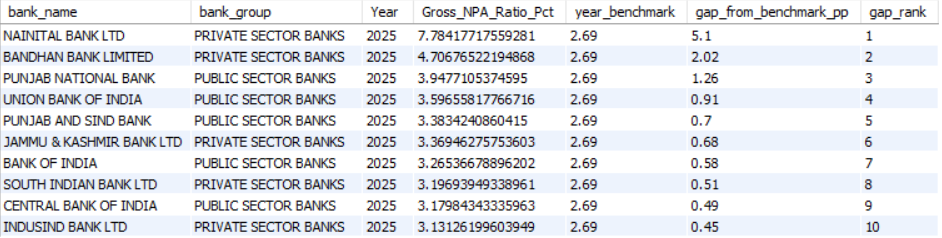 bank_name bank_group Year Gross_NPA_Ratio_Pct year_benchmark gap_from_benchmark_pp gap_rank
NAINITAL BANK LTD PRIVATE SECTOR BANKS 2025 7.78417717559281 2.69 5.1 1
BANDHAN BANK LIMITED PRIVATE SECTOR BANKS 2025 4.70676522194868 2.69 2.02 2
PUNJAB NATIONAL BANK PUBLIC SECTOR BANKS 2025 3.9477105374595 2.69 1.26 3
UNION BANK OF INDIA PUBLIC SECTOR BANKS 2025 3.59655817766716 2.69 0.91 4
PUNJAB AND SIND BANK PUBLIC SECTOR BANKS 2025 3.3834240860415 2.69 0.7 5
JAMMU & KASHMIR BANK LTD PRIVATE SECTOR BANKS 2025 3.36946275753603 2.69 0.68 6
BANK OF INDIA PUBLIC SECTOR BANKS 2025 3.26536678896202 2.69 0.58 7
SOUTH INDIAN BANK LTD PRIVATE SECTOR BANKS 2025 3.19693949338961 2.69 0.51 8
CENTRAL BANK OF INDIA PUBLIC SECTOR BANKS 2025 3.17984343335963 2.69 0.49 9
INDUSIND BANK LTD PRIVATE SECTOR BANKS 2025 3.13126199603949 2.69 0.45 10